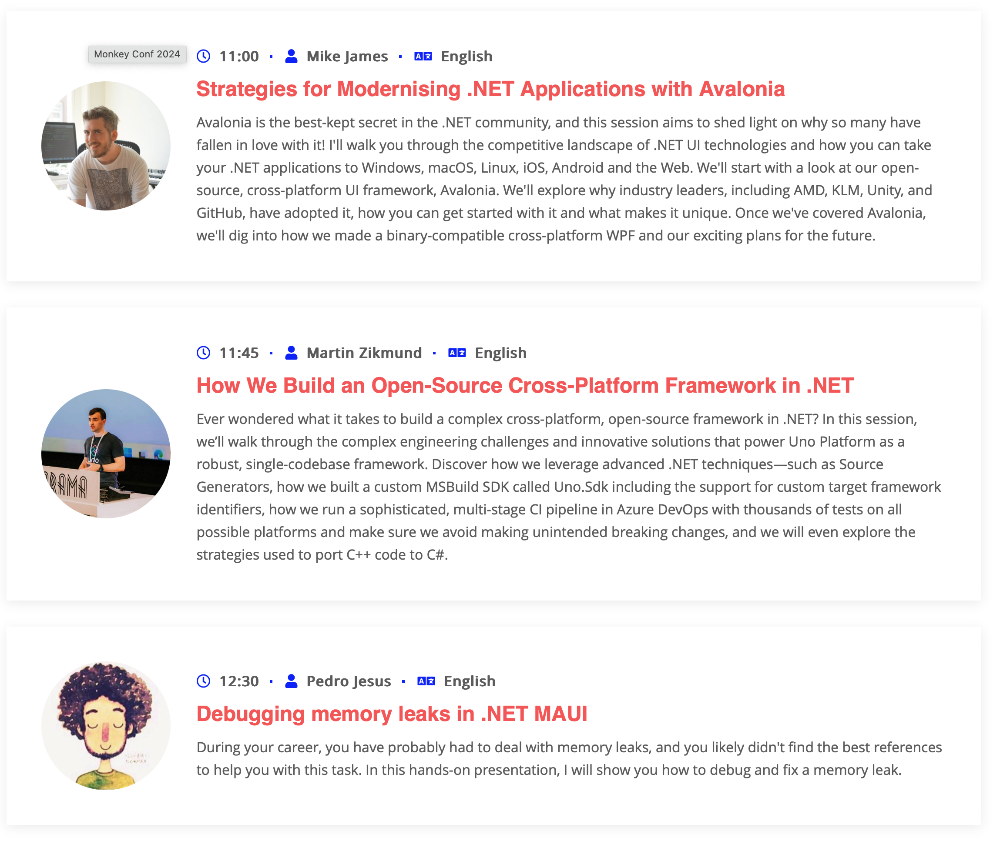 Monkey Conf 2024
11:00 · Mike James · English
Strategies for Modernising .NET Applications with Avalonia
Avalonia is the best-kept secret in the .NET community, and this session aims to shed light on why so many have
fallen in love with it! I'll walk you through the competitive landscape of .NET UI technologies and how you can take
your .NET applications to Windows, macOS, Linux, iOS, Android and the Web. We'll start with a look at our open-
source, cross-platform UI framework, Avalonia. We'll explore why industry leaders, including AMD, KLM, Unity, and
GitHub, have adopted it, how you can get started with it and what makes it unique. Once we've covered Avalonia,
we'll dig into how we made a binary-compatible cross-platform WPF and our exciting plans for the future.
11:45 · Martin Zikmund · English
How We Build an Open-Source Cross-Platform Framework in .NET
Ever wondered what it takes to build a complex cross-platform, open-source framework in .NET? In this session,
we’ll walk through the complex engineering challenges and innovative solutions that power Uno Platform as a
robust, single-codebase framework. Discover how we leverage advanced .NET techniques—such as Source
Generators, how we built a custom MSBuild SDK called Uno.Sdk including the support for custom target framework
identifiers, how we run a sophisticated, multi-stage CI pipeline in Azure DevOps with thousands of tests on all
possible platforms and make sure we avoid making unintended breaking changes, and we will even explore the
strategies used to port C++ code to C#.
RAMA
12:30 · Pedro Jesus · English
Debugging memory leaks in .NET MAUI
During your career, you have probably had to deal with memory leaks, and you likely didn't find the best references
to help you with this task. In this hands-on presentation, I will show you how to debug and fix a memory leak.